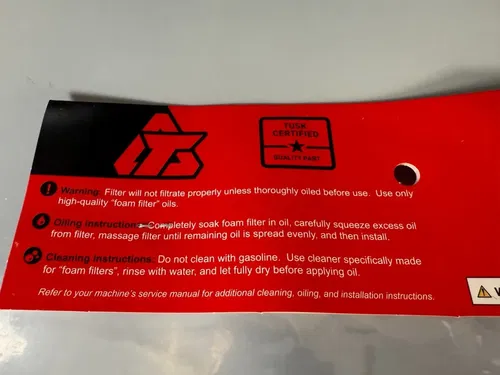 TUSK
CERTIFIED
QUALITY PART
Warning: Filter will not filtrate properly unless thoroughly oiled before use. Use only
high-quality "foam filter" oils.
Oiling Instructions: Completely soak foam filter in oil, carefully squeeze excess oil
from filter, massage filter until remaining oil is spread evenly, and then install.
Cleaning Instructions: Do not clean with gasoline. Use cleaner specifically made
for "foam filters", rinse with water, and let fully dry before applying oil.
Refer to your machine's service manual for additional cleaning, oiling, and installation instructions.